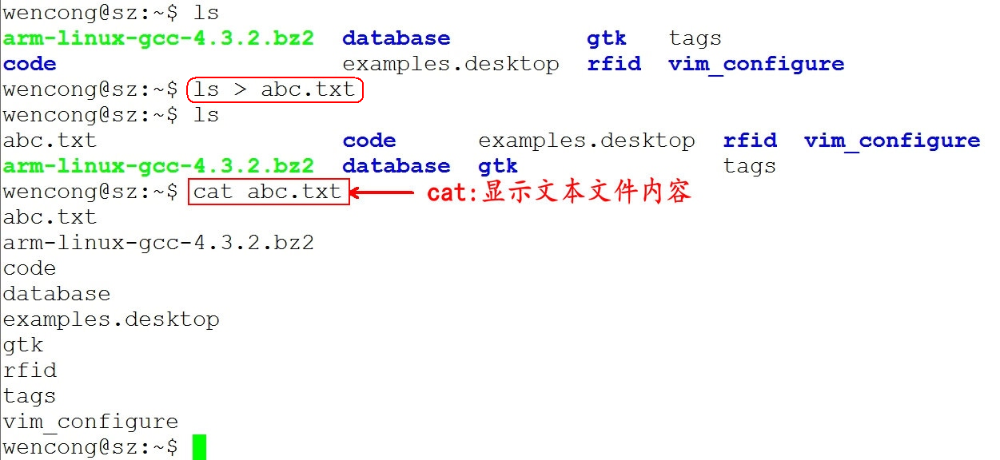 wencong@sz:~$ ls
arm-linux-gcc-4.3.2.bz2 database gtk tags
code examples.desktop rfid vim_configure
wencong@sz:~$ ls > abc.txt
wencong@sz:~$ ls
abc.txt code examples.desktop rfid vim_configure
arm-linux-gcc-4.3.2.bz2 database gtk tags
wencong@sz:~$ cat abc.txt cat:显示文本文件内容
abc.txt
arm-linux-gcc-4.3.2.bz2
code
database
examples.desktop
gtk
rfid
tags
vim_configure
wencong@sz:~$